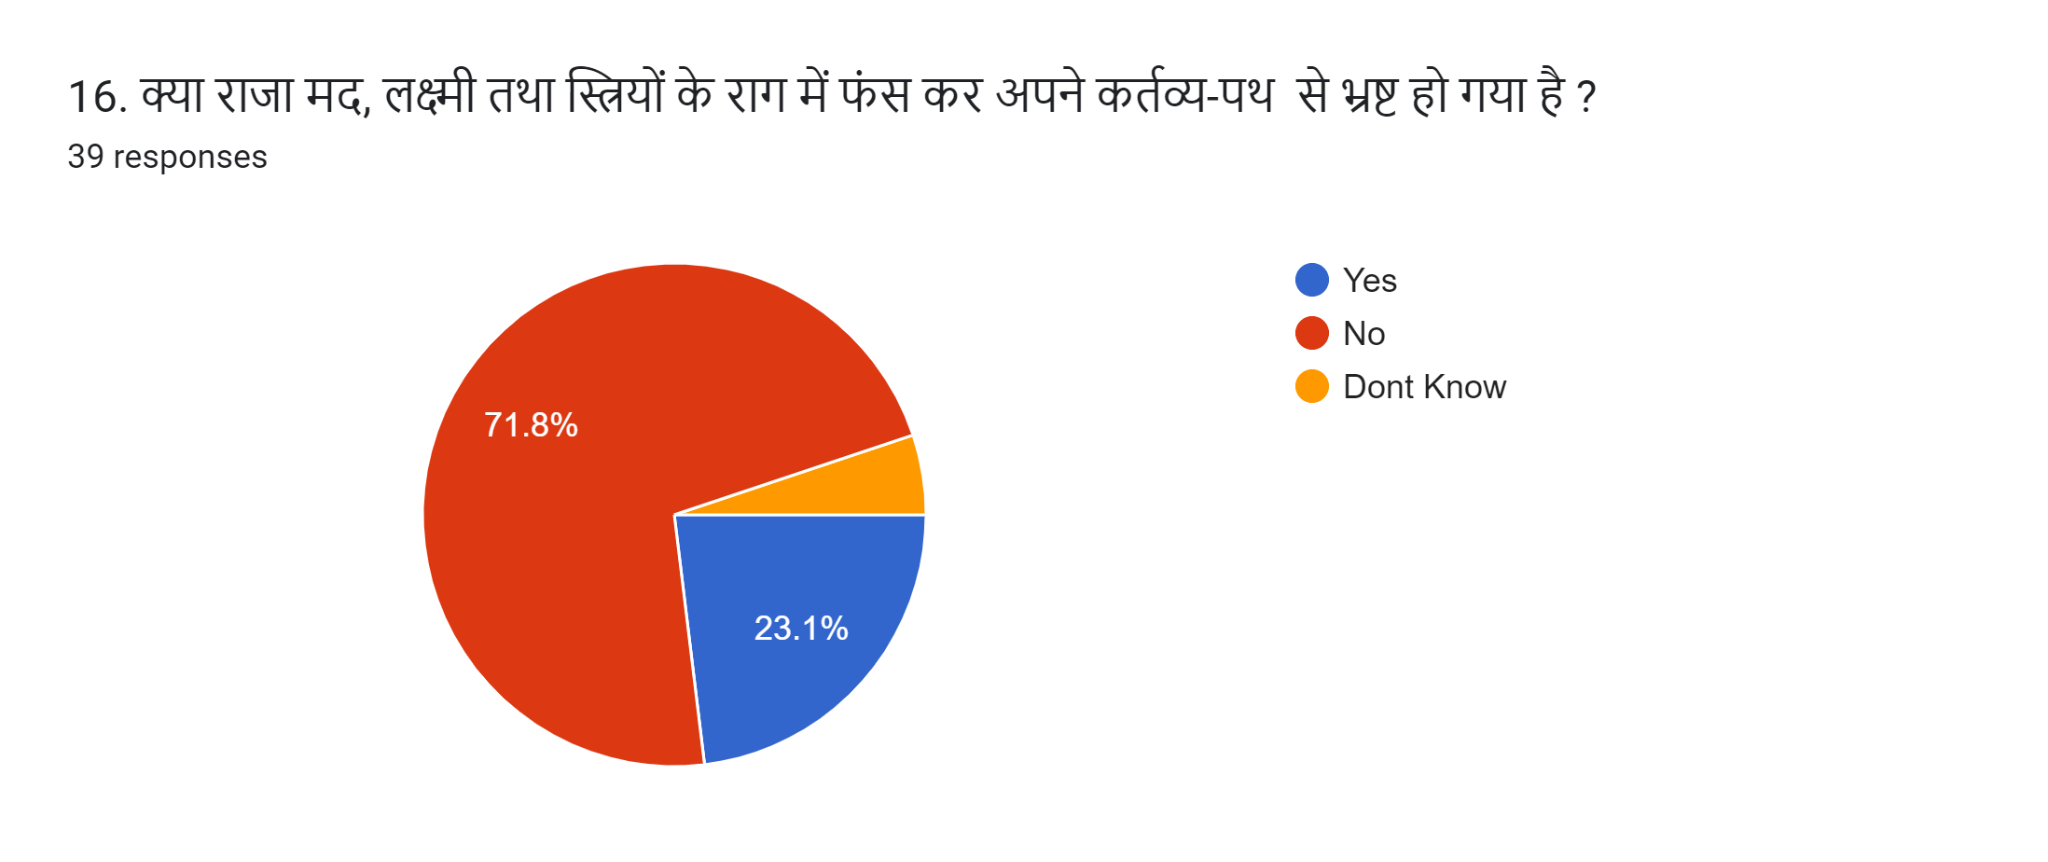 16. क्या राजा मद, लक्ष्मी तथा स्त्रियों के राग में फंस कर अपने कर्तव्य-पथ  से भ्रष्ट हो गया है ?
39 responses
Yes
No
Dont Know
71.8%
23.1%